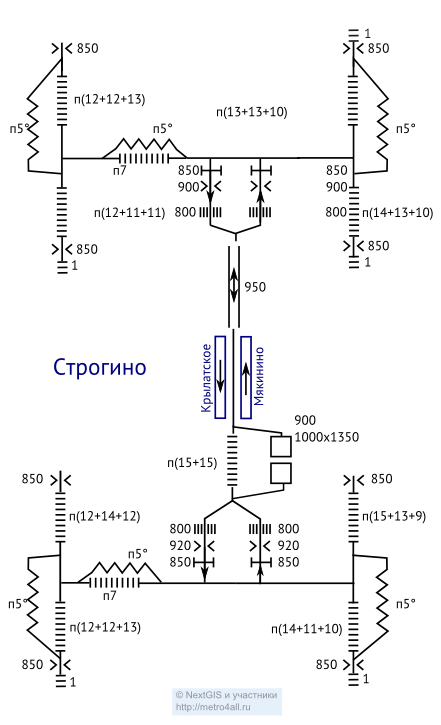 1
850
850
п(12+12+13)
п(13+13+10)
п5°
п5°
п5°
п7
850
850
900
900
п(12+11+11)
800
800
п(14+13+10)
850
850
1
1
950
Строгино
Крылатское
Мякинино
900
1000х1350
п(15+15)
850
850
п(12+14+12)
п(15+13+9)
800
800
920
920
п5°
850
850
п7
п5°
п5°
п(12+12+13)
п(14+11+10)
850
850
1
1
© NextGIS и участники
http://metro4all.ru